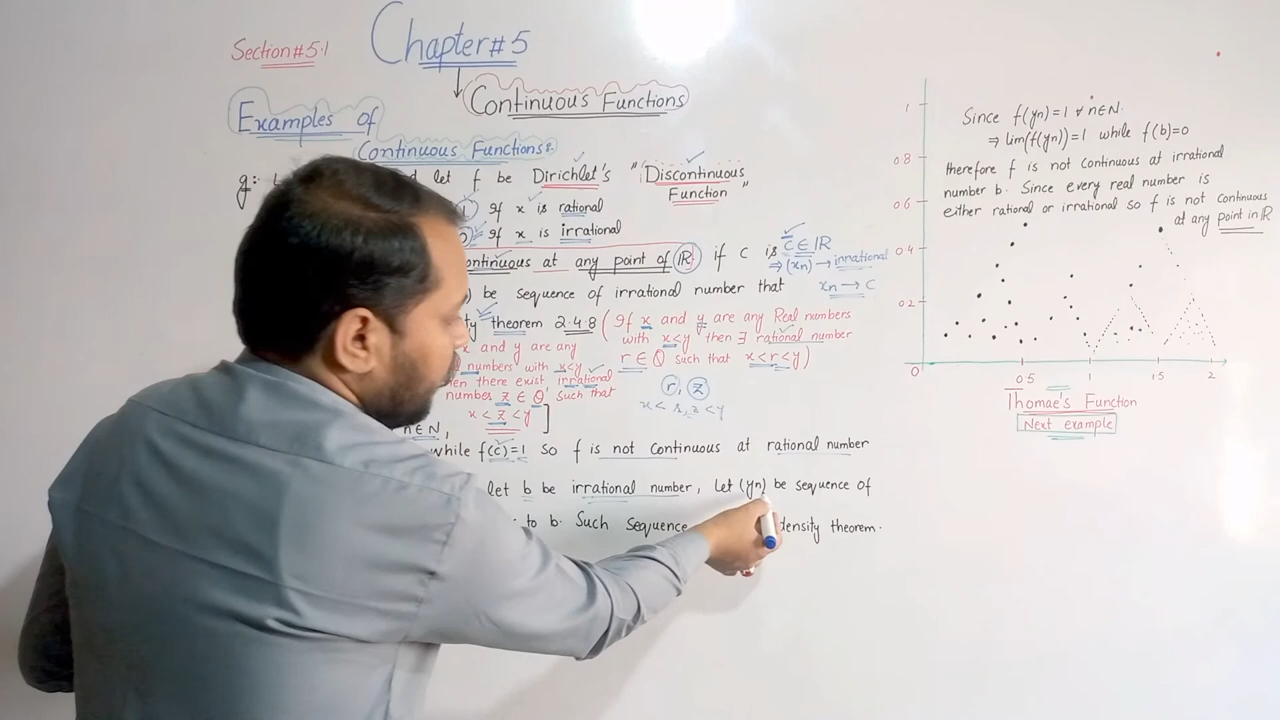 Section#5.1
Chapter#5
Continuous Functions
Examples of
Continuous Functions:
g: let f be Dirichlet's "Discontinuous
Function"
If x is rational
If x is irrational
continuous at any point of IR. if C is C ∈ IR
⇒ (xn) → irrational
be sequence of irrational number that xn → C
theorem 2.4.8 ( If x and y are any Real numbers
with x<y then ∃ rational number
r ∈ Q such that x<r<y)
x and y are any
numbers with x<y
then there exist irrational
numbers z ∈ Q' such that
x < z < y ]
r, z
n∈N,
while f(c)=1 So f is not continuous at rational number
let b be irrational number, Let (yn) be sequence of
to b. Such Sequence density theorem.
Since f(yn)=1 ∀ n∈N.
⇒ lim(f(yn))=1 while f(b)=0
therefore f is not continuous at irrational
number b. Since every real number is
either rational or irrational so f is not continuous
at any point in IR
1
0.8
0.6
0.4
0.2
0
0.5
1
1.5
2
Thomae's Function
Next example